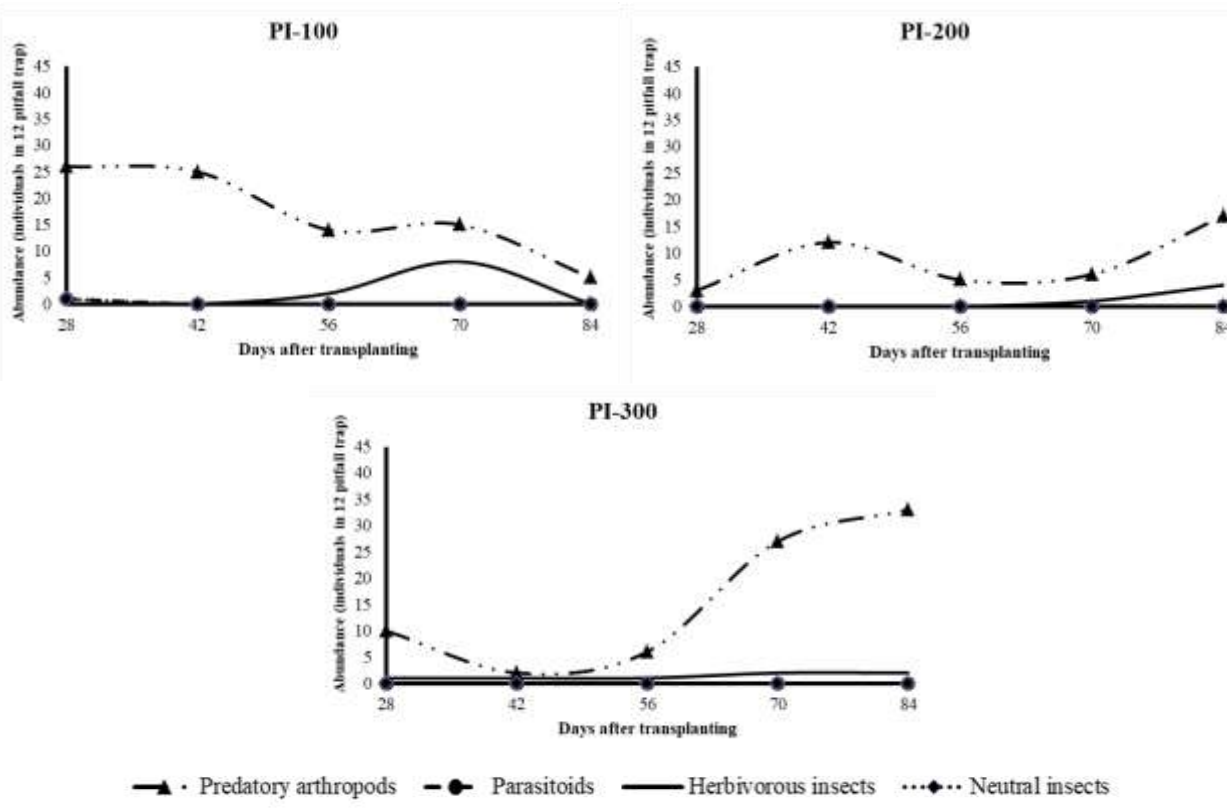 PI-100
Abundance (individuals in 12 pitfall trap)
45
40
35
30
25
20
15
10
5
0
28 42 56 70 84
Days after transplanting
PI-200
Abundance (individuals in 12 pitfall trap)
45
40
35
30
25
20
15
10
5
0
28 42 56 70 84
Days after transplanting
PI-300
Abundance (individuals in 12 pitfall trap)
45
40
35
30
25
20
15
10
5
0
28 42 56 70 84
Days after transplanting
Predatory arthropods Parasitoids Herbivorous insects Neutral insects